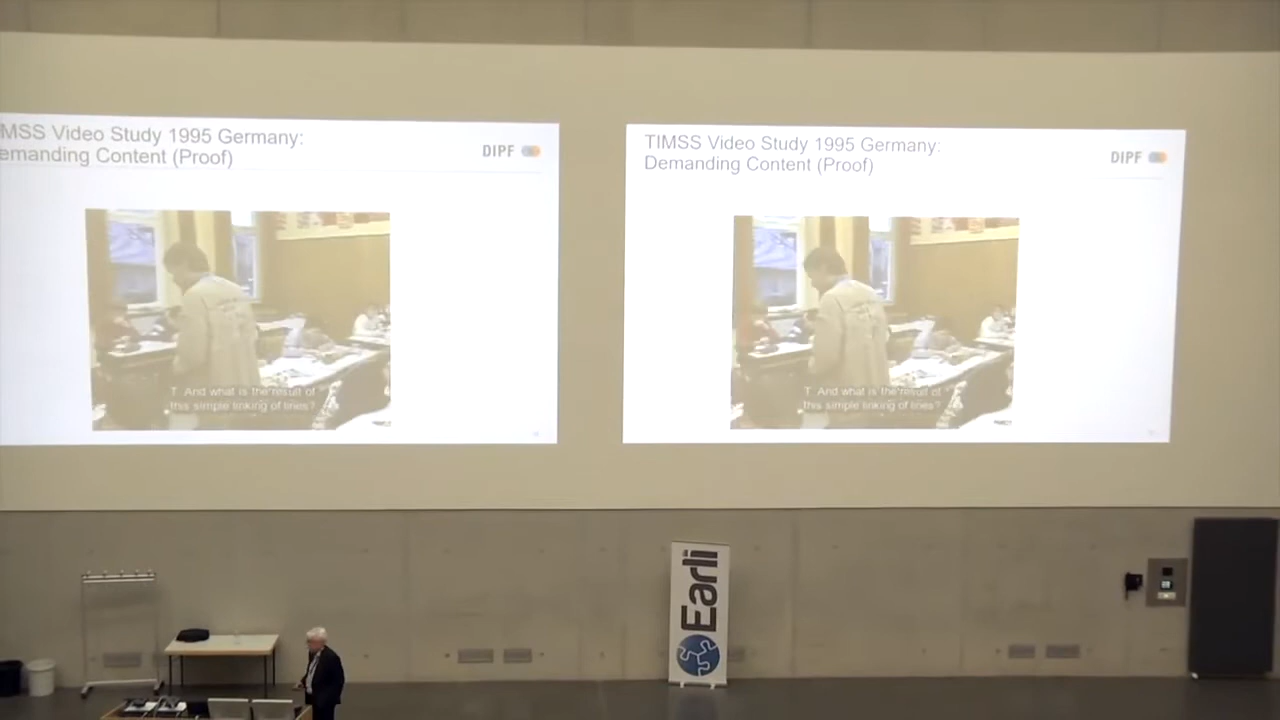 MSS Video Study 1995 Germany:
emanding Content (Proof)
DIPF
T: And what is the result of
this simple linking of lines?
TIMSS Video Study 1995 Germany:
Demanding Content (Proof)
DIPF
T: And what is the result of
this simple linking of lines?
Earli